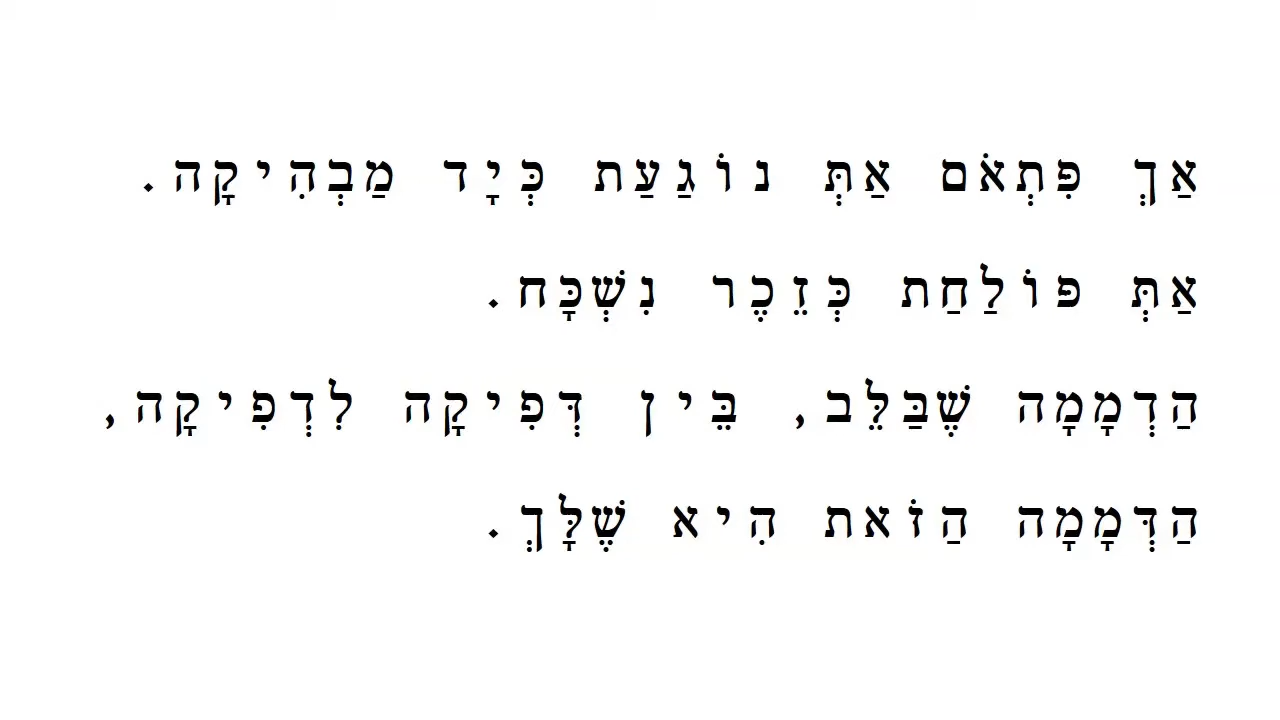 אַךְ פִּתְאֹם אַתְּ נוֹגַעַת כְּיָד מַבְהִיקָה.
אַתְּ פּוֹלַחַת כְּזֵכֶר נִשְׁכָּח.
הַדְמָמָה שֶׁבַּלֵּב, בֵּין דְּפִיקָה לִדְפִיקָה,
הַדְּמָמָה הַזֹאת הִיא שֶׁלָּךְ.